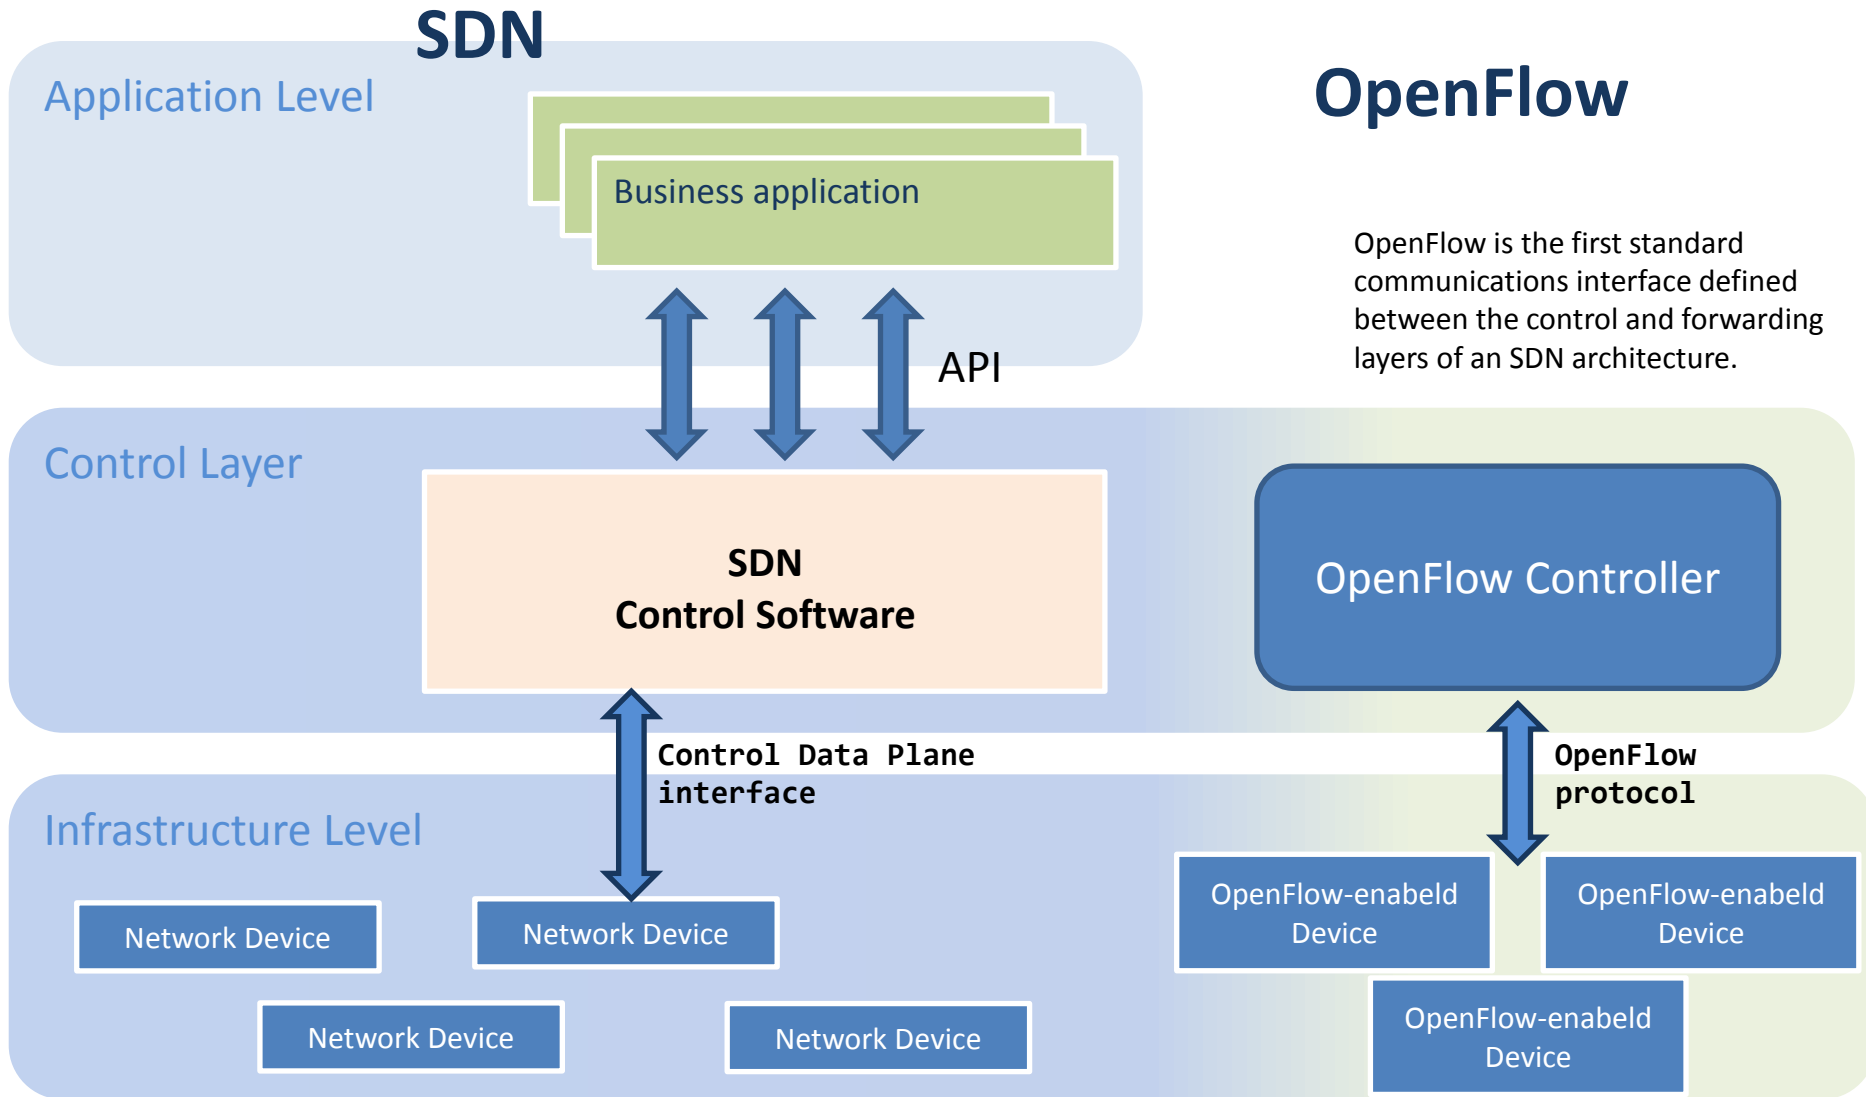 SDN
Application Level
Business application
API
OpenFlow
OpenFlow is the first standard
communications interface defined
between the control and forwarding
layers of an SDN architecture.
Control Layer
SDN
Control Software
OpenFlow Controller
Control Data Plane
interface
OpenFlow
protocol
Infrastructure Level
Network Device
Network Device
Network Device
Network Device
OpenFlow-enabeld
Device
OpenFlow-enabeld
Device
OpenFlow-enabeld
Device